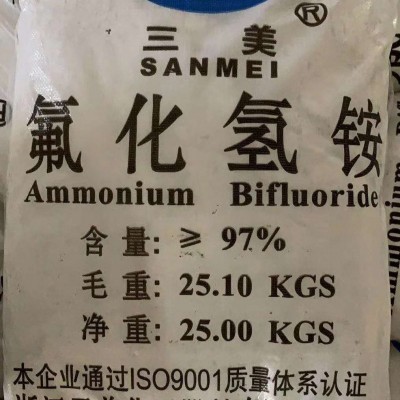 三美®
SANMEI
氟化氢铵
Ammonium Bifluoride
含量: ≥ 97%
毛重: 25.10 KGS
净重: 25.00 KGS
本企业通过ISO9001质量体系认证